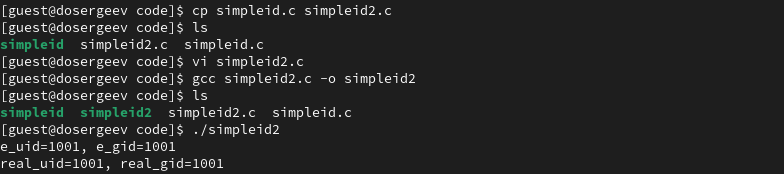 [guest@dosergeev code]$ cp simpleid.c simpleid2.c
[guest@dosergeev code]$ ls
simpleid  simpleid2.c  simpleid.c
[guest@dosergeev code]$ vi simpleid2.c
[guest@dosergeev code]$ gcc simpleid2.c -o simpleid2
[guest@dosergeev code]$ ls
simpleid  simpleid2  simpleid2.c  simpleid.c
[guest@dosergeev code]$ ./simpleid2
e_uid=1001, e_gid=1001
real_uid=1001, real_gid=1001